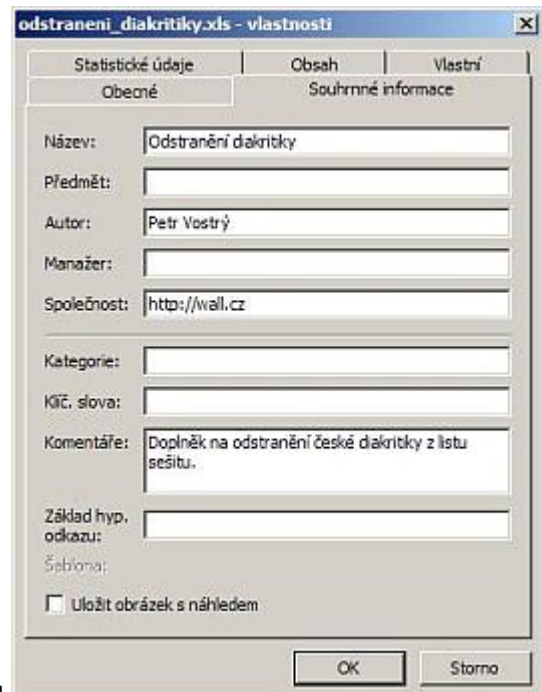 odstraneni_diakritiky.xls - vlastnosti
Statistické údaje Obsah Vlastní
Obecné Souhrnné informace
Název: Odstranění diakritiky
Předmět:
Autor: Petr Vostrý
Manažer:
Společnost: http://wall.cz
Kategorie:
Klíč. slova:
Komentáře: Doplněk na odstranění české diakritiky z listu
sešitu.
Základ hyp.
odkazu:
Šablona:
Uložit obrázek s náhledem
OK Storno